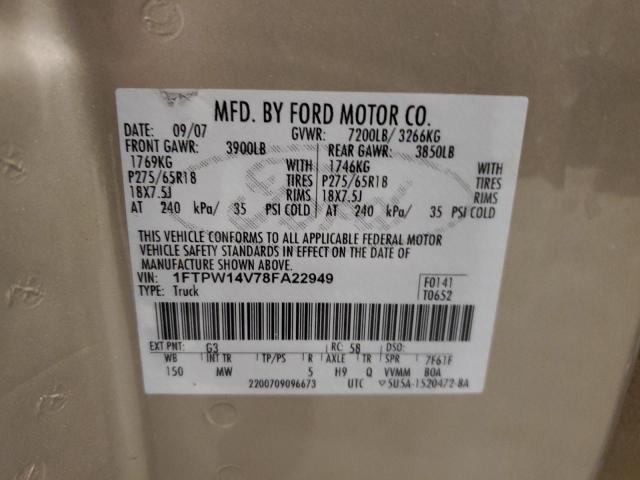 MFD. BY FORD MOTOR CO.
DATE: 09/07 GVWR: 7200LB/ 3266KG
FRONT GAWR: 3900LB REAR GAWR: 3850LB
1769KG WITH 1746KG WITH
P275/65R18 TIRES P275/65R18 TIRES
18X7.5J RIMS 18X7.5J RIMS
AT 240 kPa/ 35 PSI COLD AT 240 kPa/ 35 PSI COLD
THIS VEHICLE CONFORMS TO ALL APPLICABLE FEDERAL MOTOR
VEHICLE SAFETY STANDARDS IN EFFECT ON THE DATE OF
MANUFACTURE SHOWN ABOVE.
VIN: 1FTPW14V78FA22949 F0141
TYPE: Truck T0652
EXT PNT: G3 RC: 58 DSO:
WB INT TR TP/PS R AXLE TR SPR 7F61F
150 MW 5 H9 Q VVMM BOA
2200709096673 UTC ▽5U5A-1520472-BA